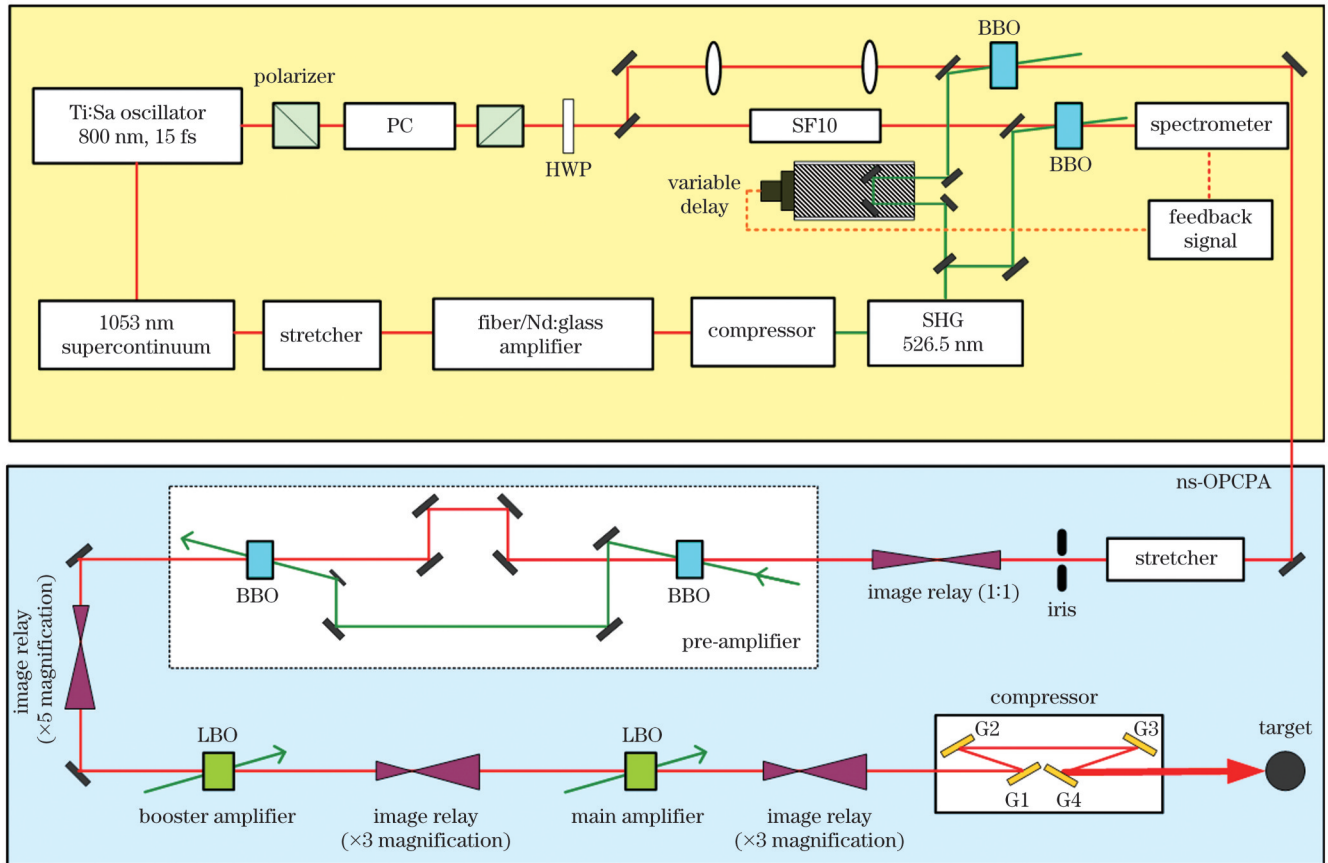 BBO
polarizer
Ti:Sa oscillator
800 nm, 15 fs
PC
HWP
SF10
BBO
spectrometer
variable
delay
feedback
signal
1053 nm
supercontinuum
stretcher
fiber/Nd:glass
amplifier
compressor
SHG
526.5 nm
ns-OPCPA
stretcher
iris
image relay (1:1)
BBO
BBO
pre-amplifier
image relay
(×5 magnification)
LBO
booster amplifier
image relay
(×3 magnification)
LBO
main amplifier
image relay
(×3 magnification)
compressor
G2
G3
G1
G4
target